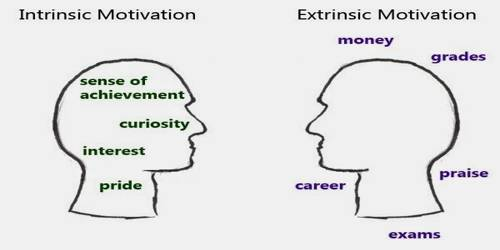 Intrinsic Motivation
sense of
achievement
curiosity
interest
pride
Extrinsic Motivation
money
grades
praise
career
exams